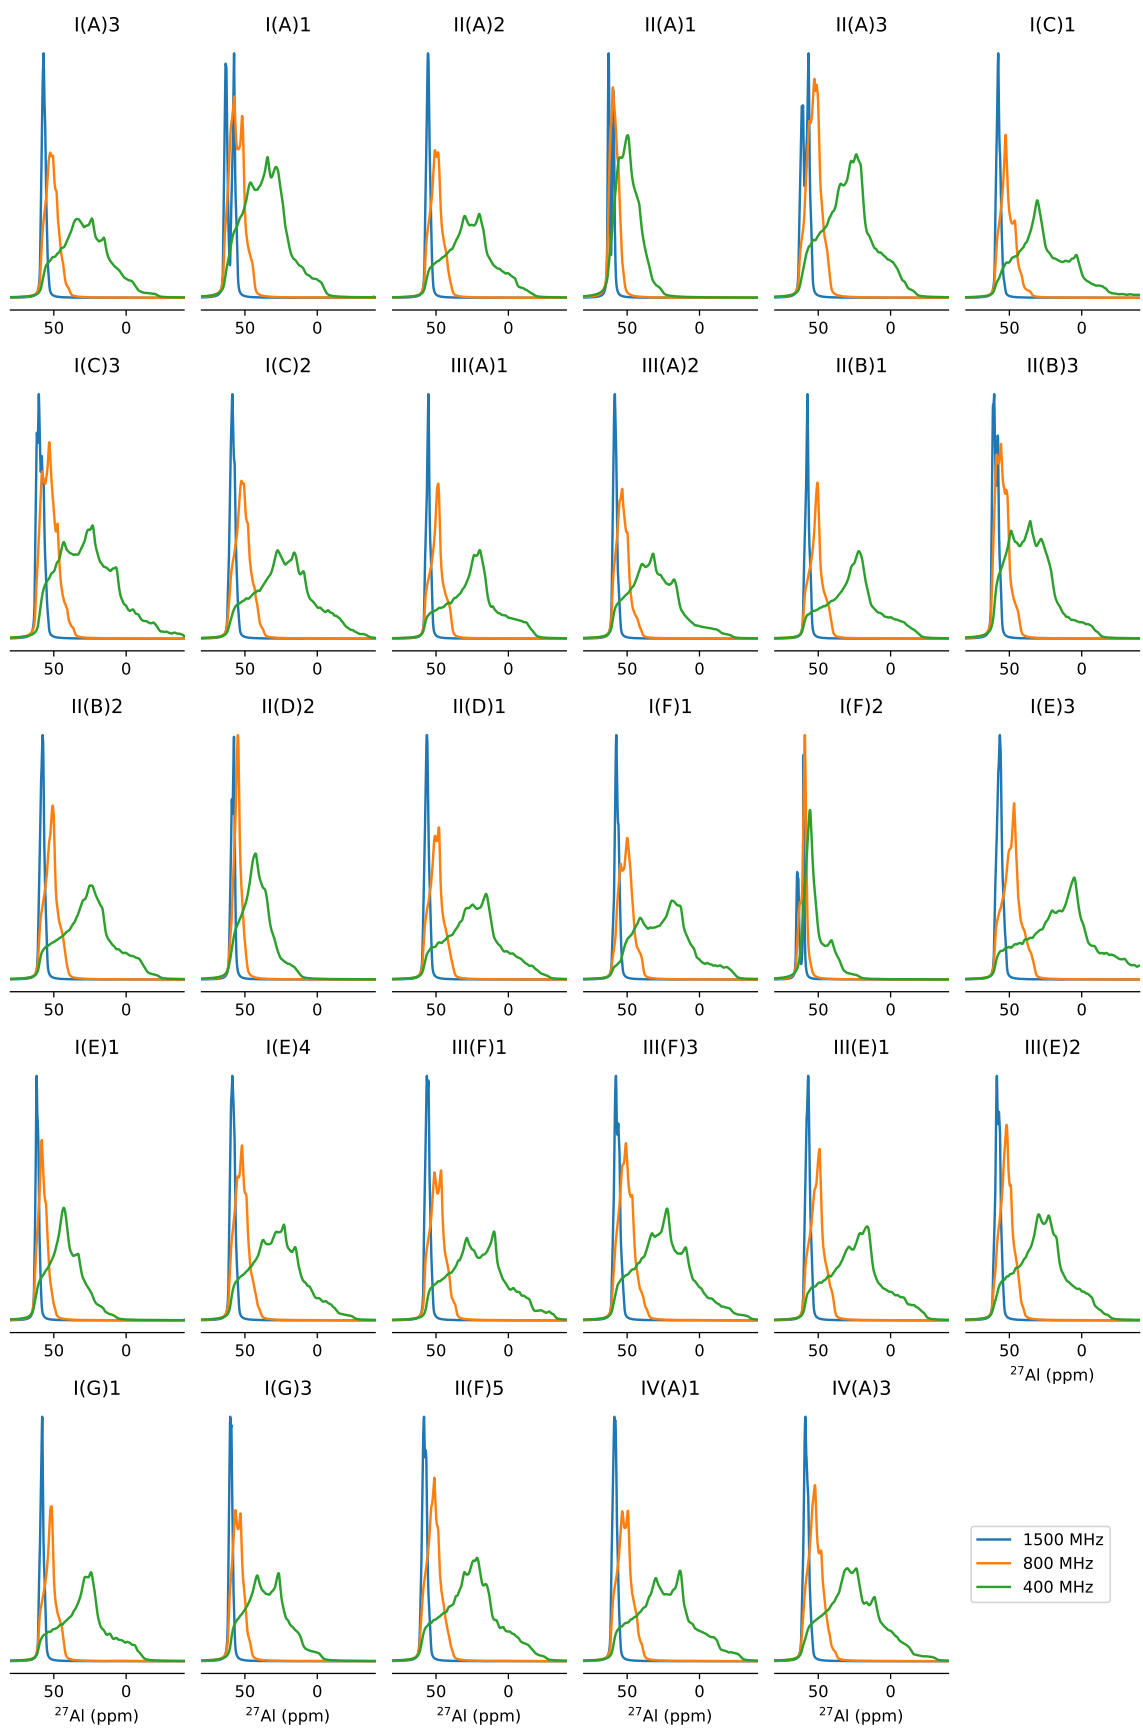 I(A)3 I(A)1 II(A)2 II(A)1 II(A)3 I(C)1
50 0 50 0 50 0 50 0 50 0 50 0
I(C)3 I(C)2 III(A)1 III(A)2 II(B)1 II(B)3
50 0 50 0 50 0 50 0 50 0 50 0
II(B)2 II(D)2 II(D)1 I(F)1 I(F)2 I(E)3
50 0 50 0 50 0 50 0 50 0 50 0
I(E)1 I(E)4 III(F)1 III(F)3 III(E)1 III(E)2
50 0 50 0 50 0 50 0 50 0 50 0
²⁷Al (ppm)
I(G)1 I(G)3 II(F)5 IV(A)1 IV(A)3
1500 MHz
800 MHz
400 MHz
50 0 50 0 50 0 50 0 50 0
²⁷Al (ppm) ²⁷Al (ppm) ²⁷Al (ppm) ²⁷Al (ppm) ²⁷Al (ppm)